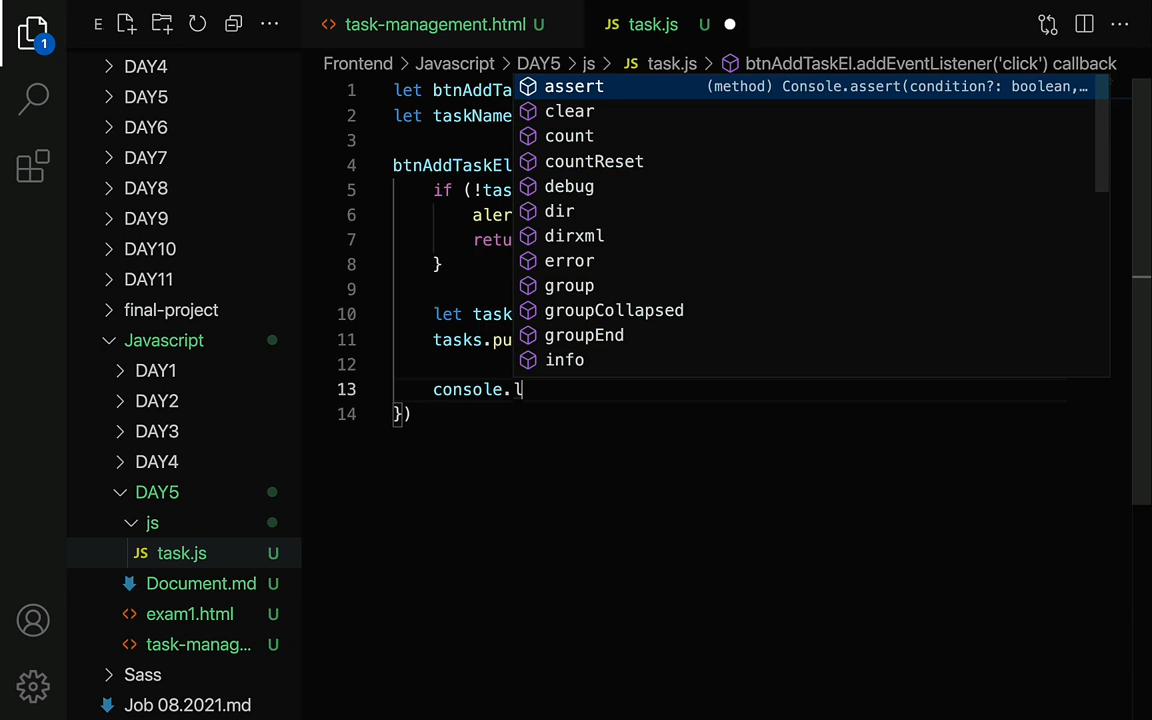 E
task-management.html U
JS task.js U
1
Frontend > Javascript > DAY5 > js > JS task.js > btnAddTaskEl.addEventListener('click') callback
DAY4
DAY5
DAY6
DAY7
DAY8
DAY9
DAY10
DAY11
final-project
Javascript
DAY1
DAY2
DAY3
DAY4
DAY5
js
JS task.js U
Document.md U
exam1.html U
task-manag... U
Sass
Job 08.2021.md
1 let btnAddTa
2 let taskName
3
4 btnAddTaskEl
5 if (!tas
6 aler
7 retu
8 }
9
10 let task
11 tasks.pu
12
13 console.l
14 })
assert (method) Console.assert(condition?: boolean,…
clear
count
countReset
debug
dir
dirxml
error
group
groupCollapsed
groupEnd
info